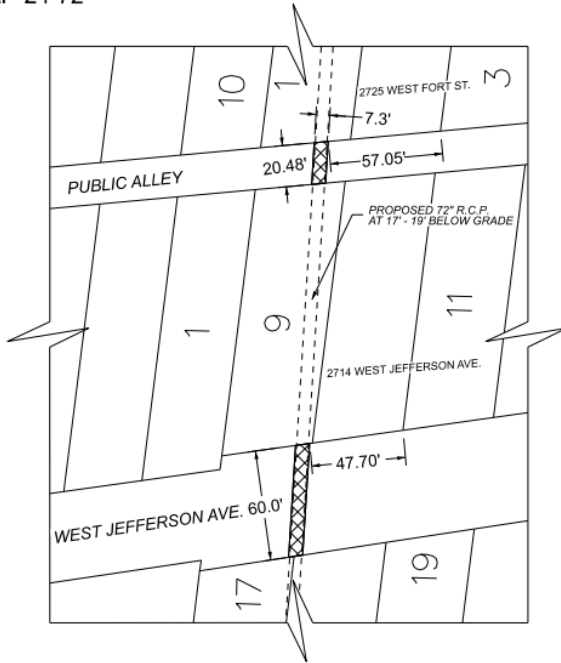 10
1
2725 WEST FORT ST.
3
7.3'
20.48'
57.05'
PUBLIC ALLEY
PROPOSED 72" R.C.P.
AT 17' - 19' BELOW GRADE
1
9
11
2714 WEST JEFFERSON AVE.
47.70'
WEST JEFFERSON AVE. 60.0'
17
19